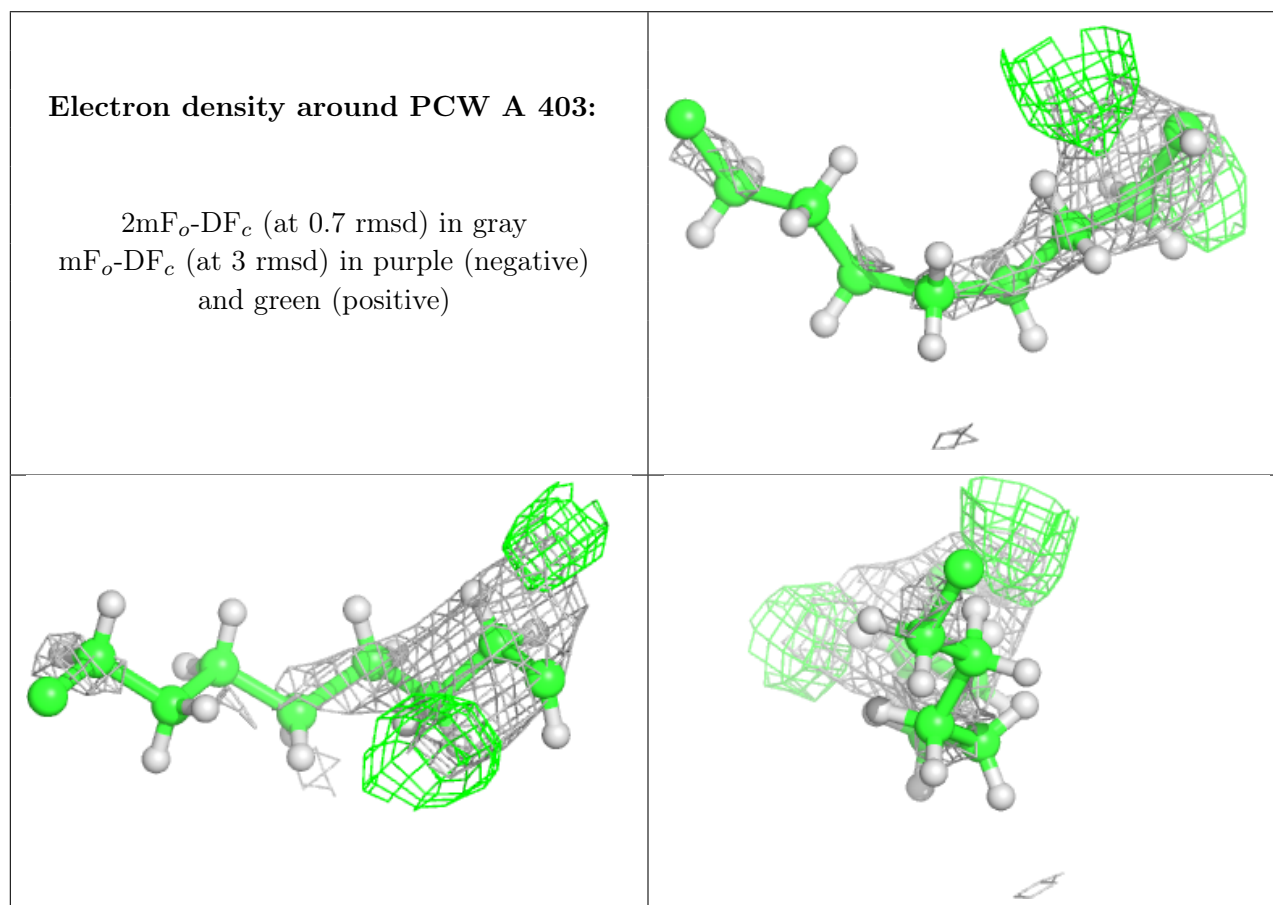 Electron density around PCW A 403:
2mFₒ-DF𝒸 (at 0.7 rmsd) in gray
mFₒ-DF𝒸 (at 3 rmsd) in purple (negative)
and green (positive)